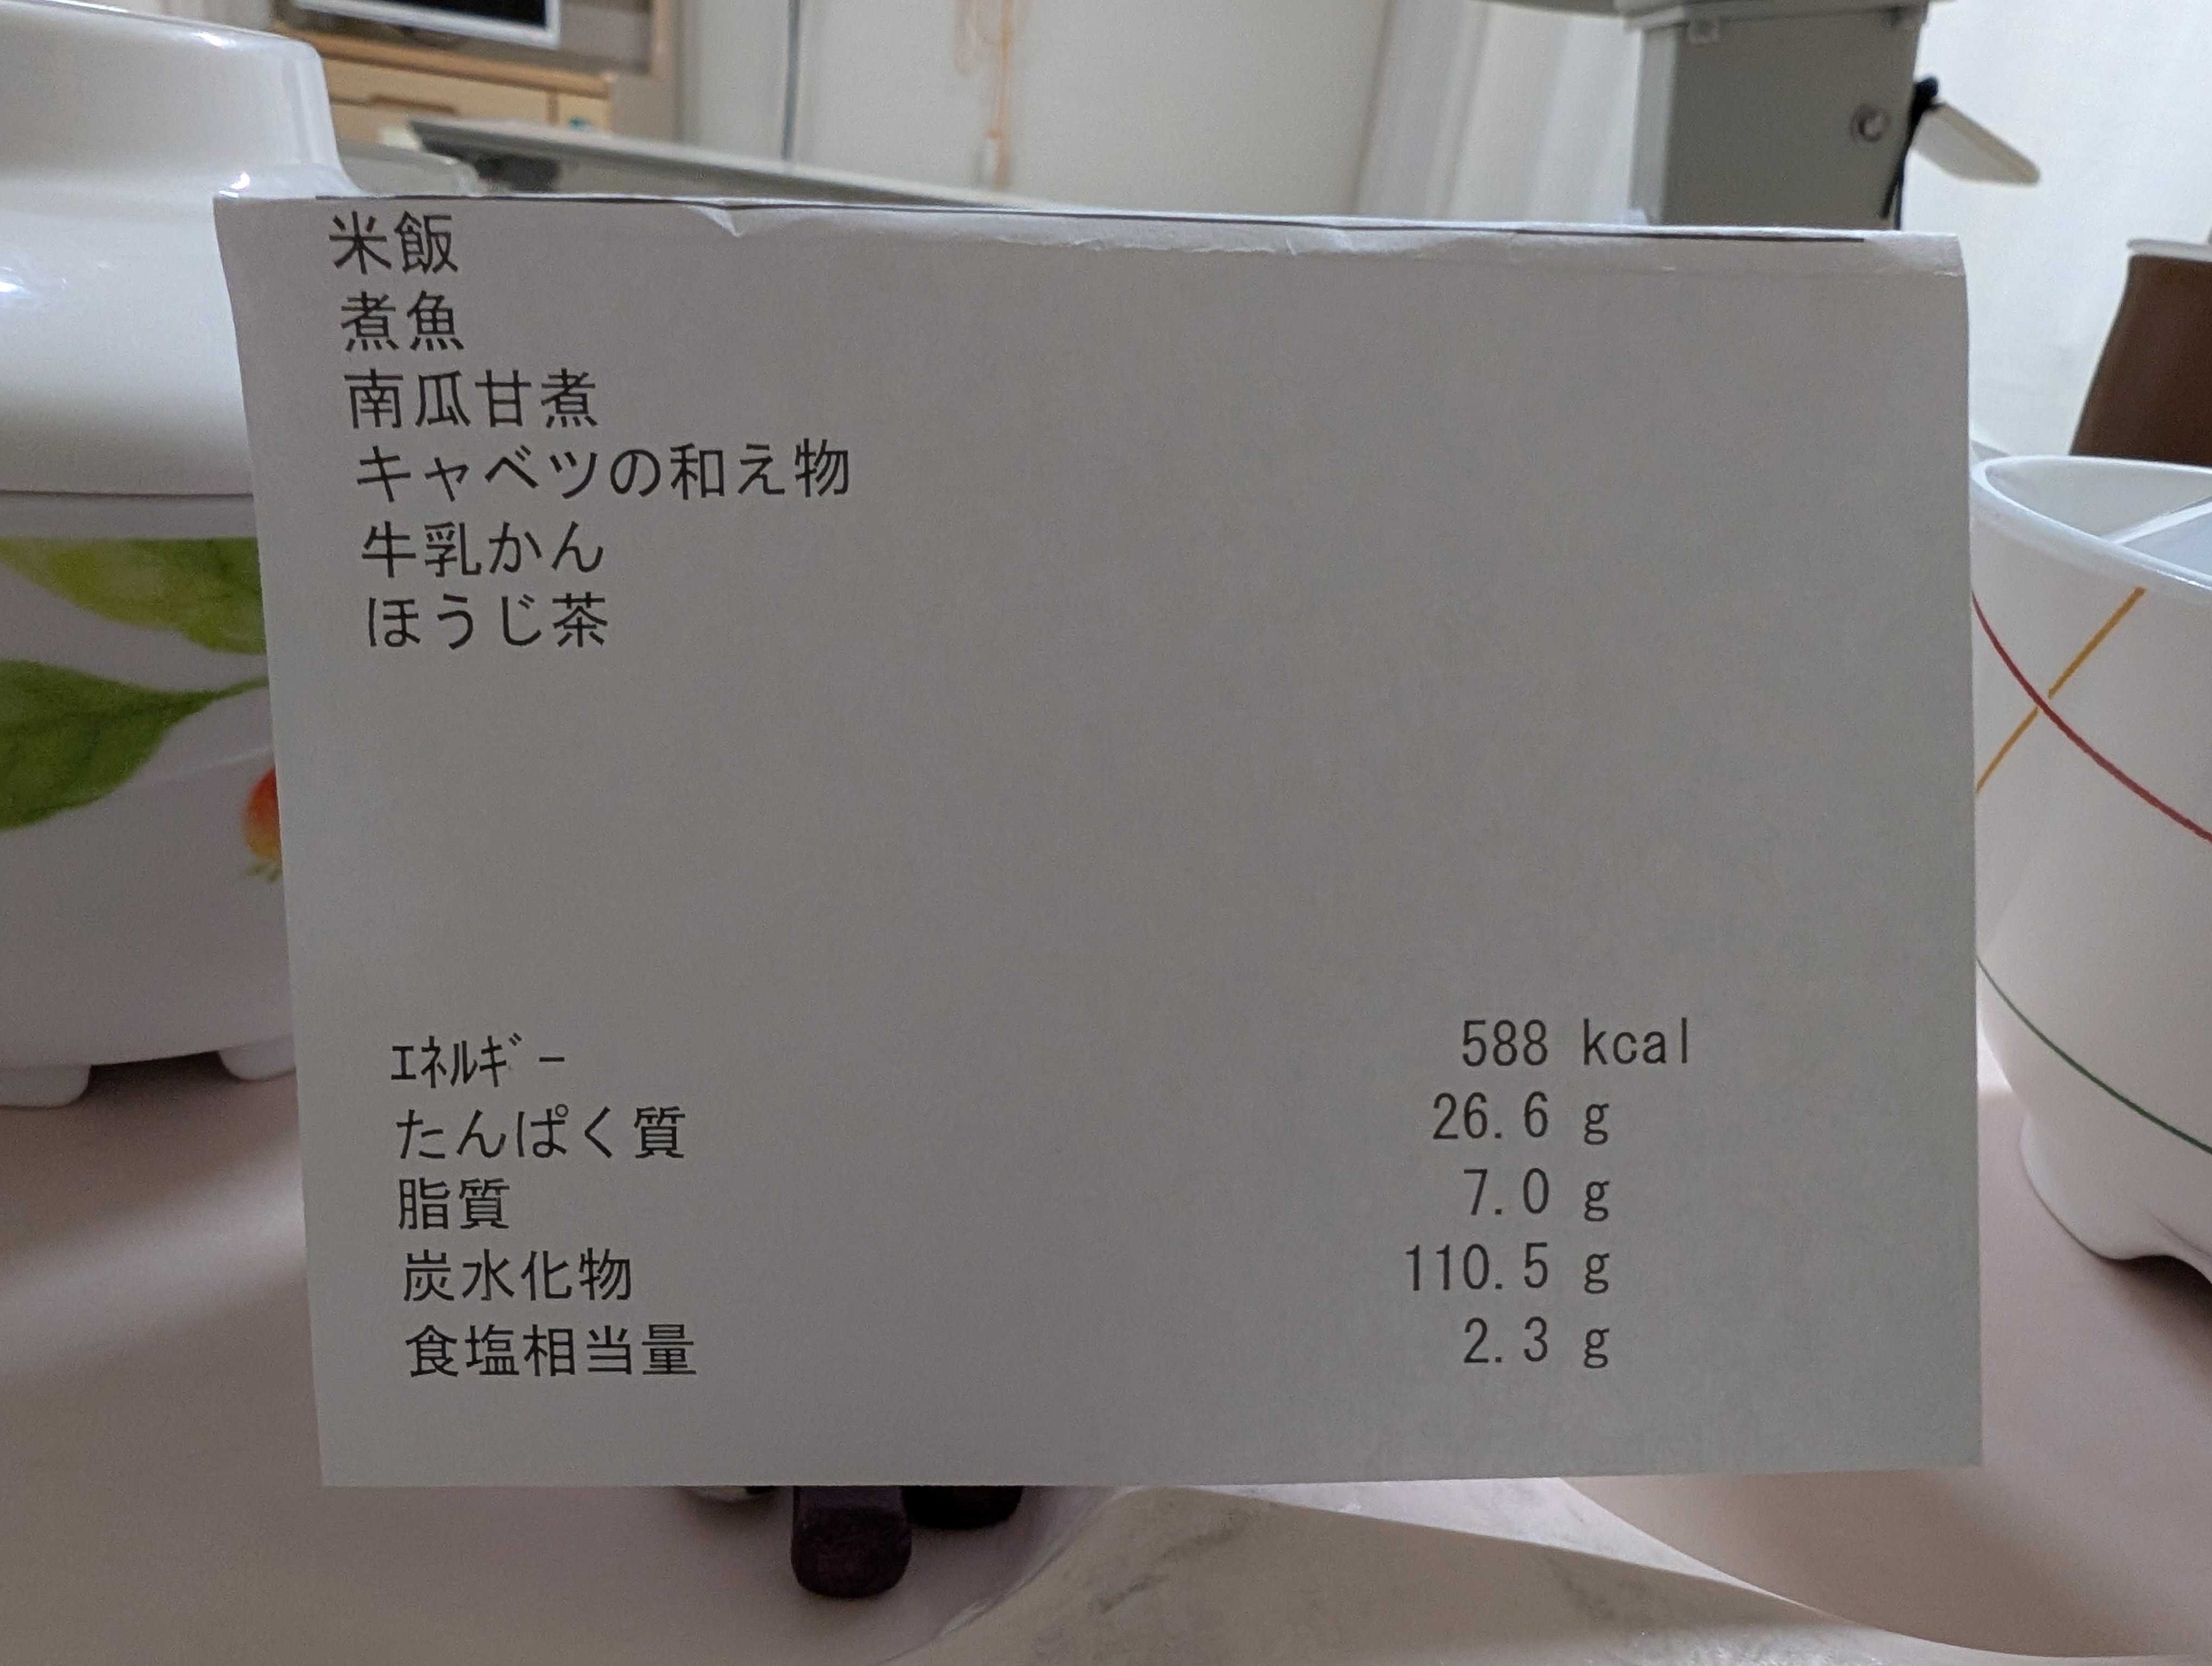 米飯
煮魚
南瓜甘煮
キャベツの和え物
牛乳かん
ほうじ茶
ｴﾈﾙｷﾞｰ 588 kcal
たんぱく質 26.6 g
脂質 7.0 g
炭水化物 110.5 g
食塩相当量 2.3 g